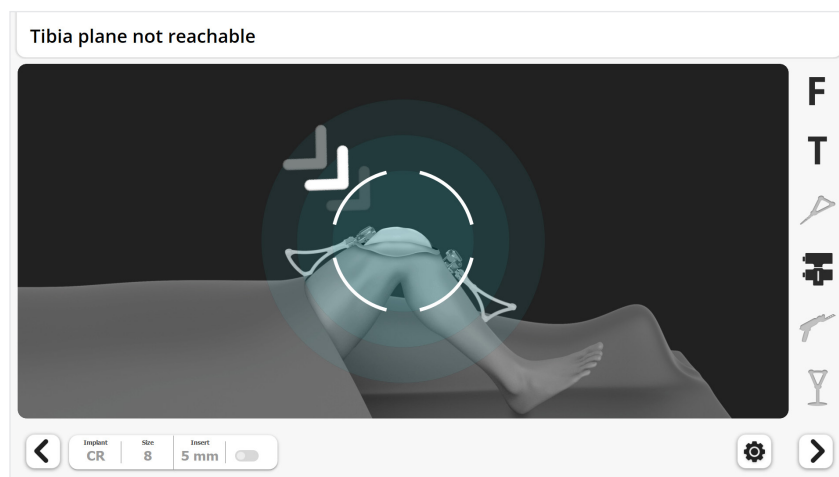 Tibia plane not reachable
F
T
Implant Size Insert
CR 8 5 mm